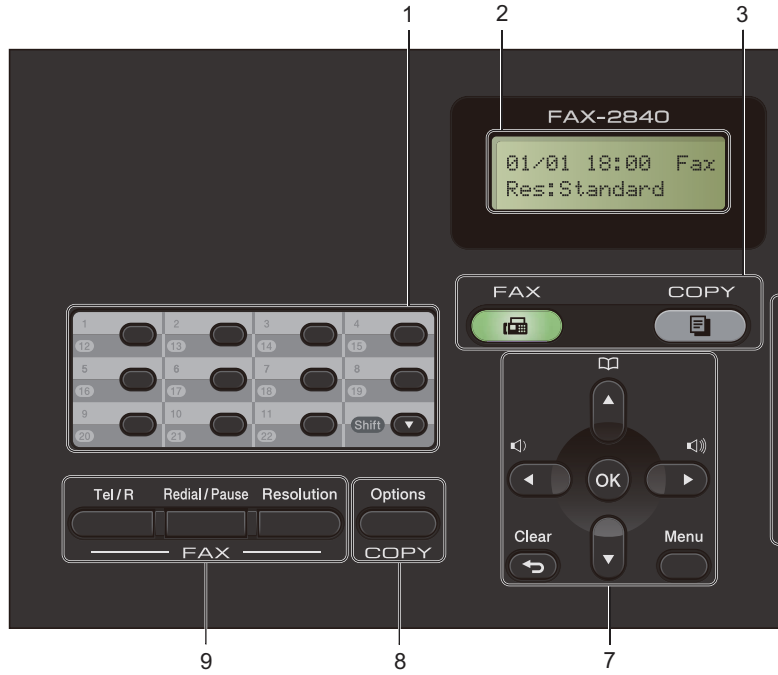 1 2 3
FAX-2840
01/01 18:00 Fax
Res:Standard
FAX COPY
1 2 3 4
12 13 14 15
5 6 7 8
16 17 18 19
9 10 11 Shift
20 21 22
Tel/R Redial/Pause Resolution Options
FAX COPY
OK
Clear Menu
9 8 7